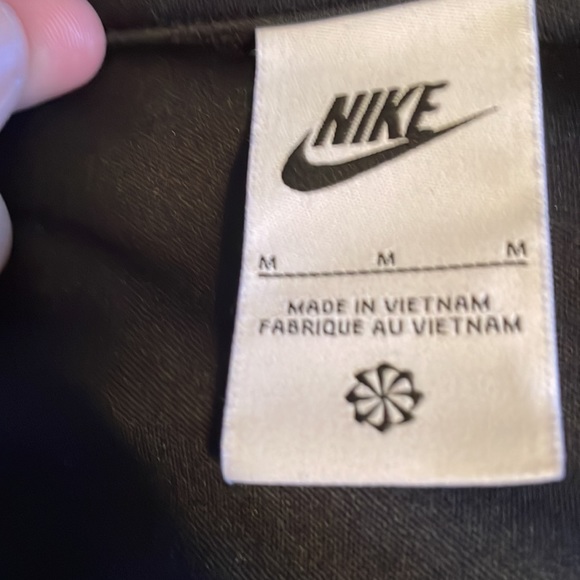 NIKE
M M M
MADE IN VIETNAM
FABRIQUE AU VIETNAM